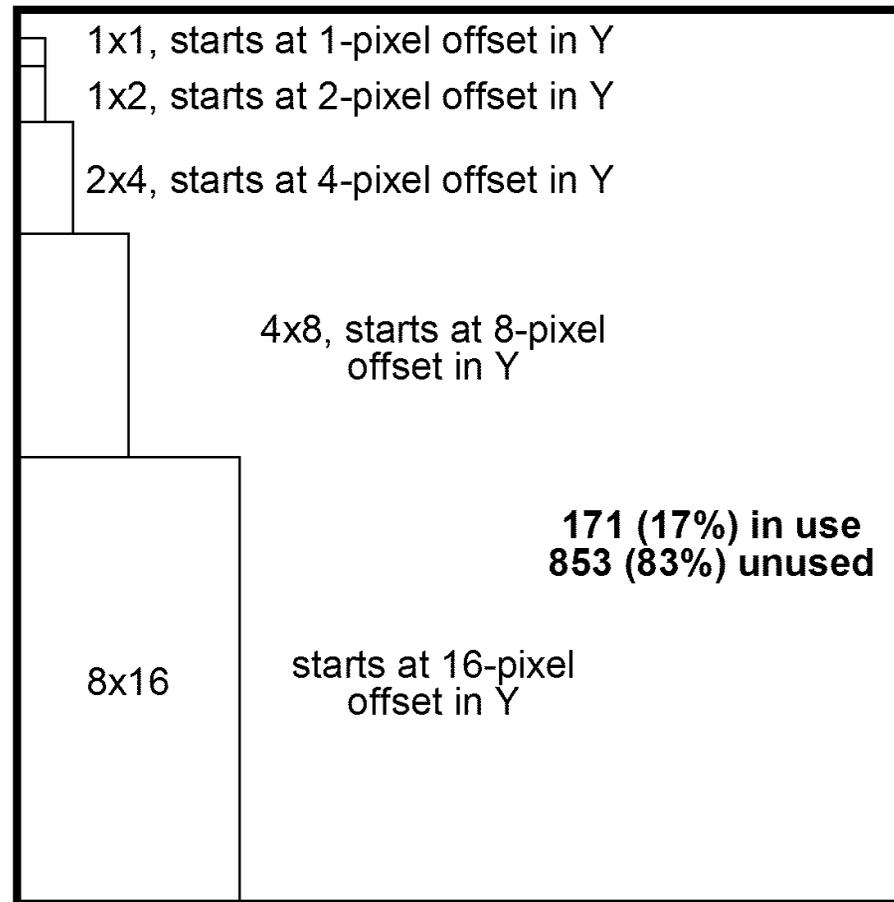 1x1, starts at 1-pixel offset in Y
1x2, starts at 2-pixel offset in Y
2x4, starts at 4-pixel offset in Y
4x8, starts at 8-pixel
offset in Y
171 (17%) in use
853 (83%) unused
8x16
starts at 16-pixel
offset in Y